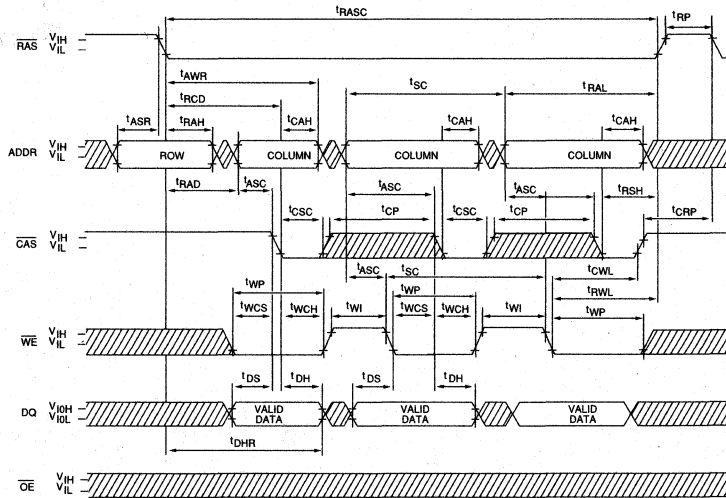 tRASC
tRP
RAS VIH
VIL
tAWR
tSC
tRCD
tRAL
tASR
tRAH
tCAH
tCAH
tCAH
ADDR VIH
VIL
ROW
COLUMN
COLUMN
COLUMN
tRAD
tASC
tASC
tASC
tRSH
tCSC
tCP
tCSC
tCP
tCRP
CAS VIH
VIL
tASC
tSC
tCWL
tWP
tWP
tRWL
tWCS
tWCH
tWI
tWCS
tWCH
tWI
tWP
WE VIH
VIL
tDS
tDH
tDS
tDH
DQ VIOH
VIOL
VALID
DATA
VALID
DATA
VALID
DATA
tDHR
OE VIH
VIL